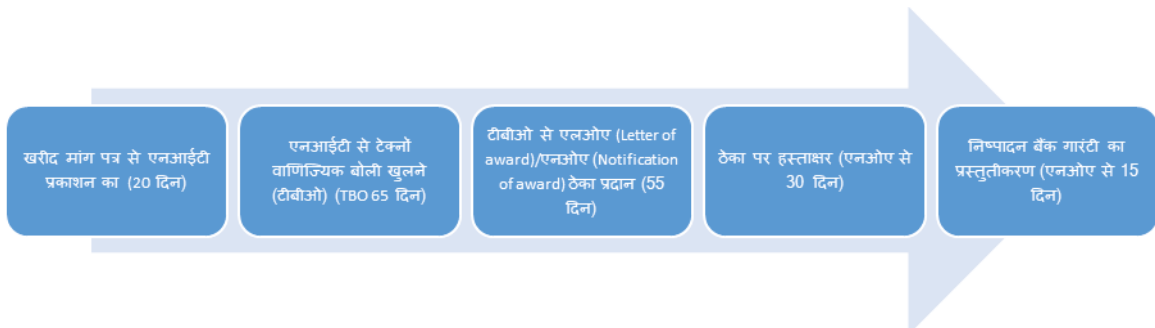 खरीद मांग पत्र से एनआईटी
प्रकाशन का (20 दिन)
एनआईटी से टेक्नो
वाणिज्यिक बोली खुलने
(टीबीओ) (TBO 65 दिन)
टीबीओ से एलओए (Letter of
award)/एनओए (Notification
of award) ठेका प्रदान (55
दिन)
ठेका पर हस्ताक्षर (एनओए से
30 दिन)
निष्पादन बैंक गारंटी का
प्रस्तुतीकरण (एनओए से 15
दिन)